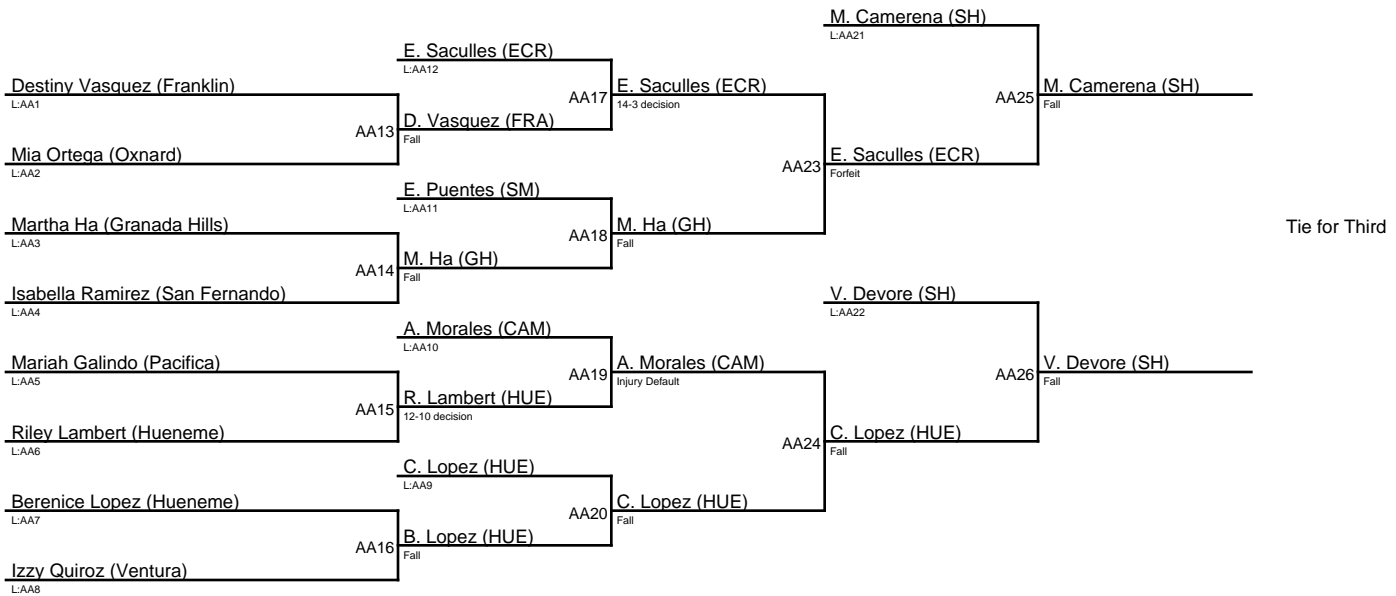 M. Camerena (SH)
L:AA21
E. Saculles (ECR)
L:AA12
Destiny Vasquez (Franklin)
L:AA1
E. Saculles (ECR)
14-3 decision
M. Camerena (SH)
Fall
AA17
AA25
AA13
D. Vasquez (FRA)
Fall
Mia Ortega (Oxnard)
L:AA2
AA23
E. Saculles (ECR)
Forfeit
E. Puentes (SM)
L:AA11
Martha Ha (Granada Hills)
L:AA3
AA18
M. Ha (GH)
Fall
Tie for Third
AA14
M. Ha (GH)
Fall
Isabella Ramirez (San Fernando)
L:AA4
V. Devore (SH)
L:AA22
A. Morales (CAM)
L:AA10
Mariah Galindo (Pacifica)
L:AA5
AA19
A. Morales (CAM)
Injury Default
AA26
V. Devore (SH)
Fall
AA15
R. Lambert (HUE)
12-10 decision
Riley Lambert (Hueneme)
L:AA6
AA24
C. Lopez (HUE)
Fall
C. Lopez (HUE)
L:AA9
Berenice Lopez (Hueneme)
L:AA7
AA20
C. Lopez (HUE)
Fall
AA16
B. Lopez (HUE)
Fall
Izzy Quiroz (Ventura)
L:AA8